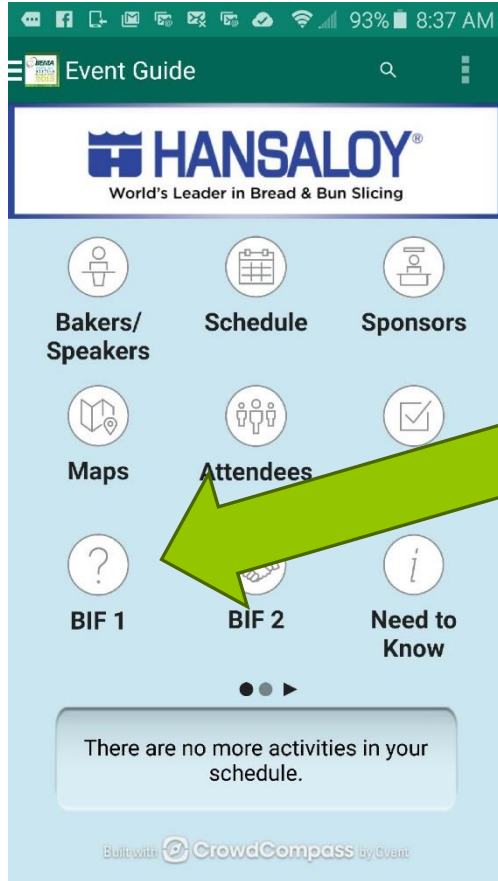 93% 8:37 AM
Event Guide
HANSALOY®
World's Leader in Bread & Bun Slicing
Bakers/
Speakers
Schedule
Sponsors
Maps
Attendees
?
i
BIF 1
BIF 2
Need to
Know
There are no more activities in your
schedule.
Built with CrowdCompass by Cvent